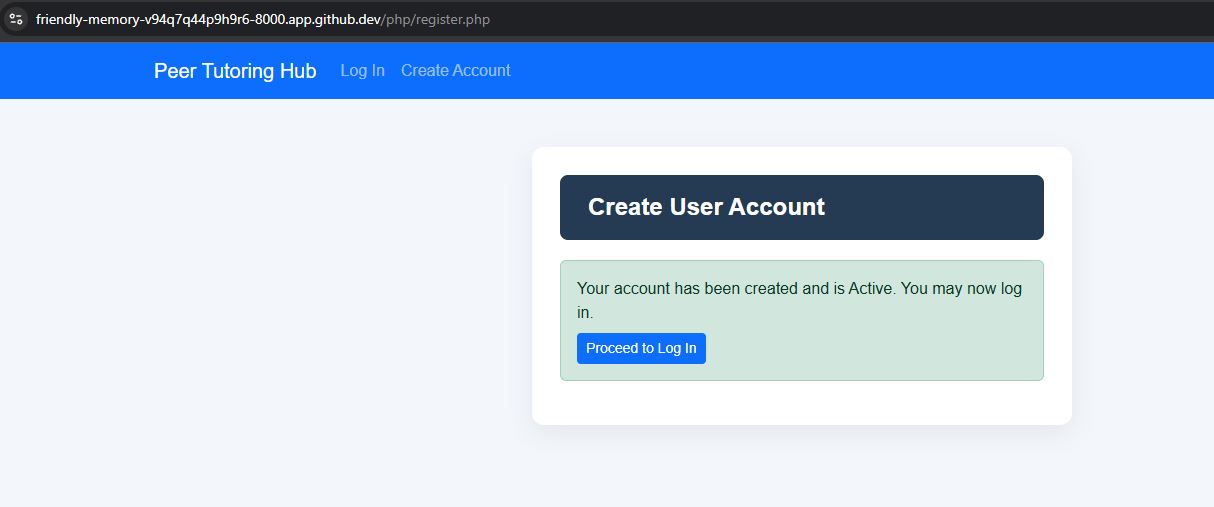 friendly-memory-v94q7q44p9h9r6-8000.app.github.dev/php/register.php
Peer Tutoring Hub Log In Create Account
Create User Account
Your account has been created and is Active. You may now log
in.
Proceed to Log In